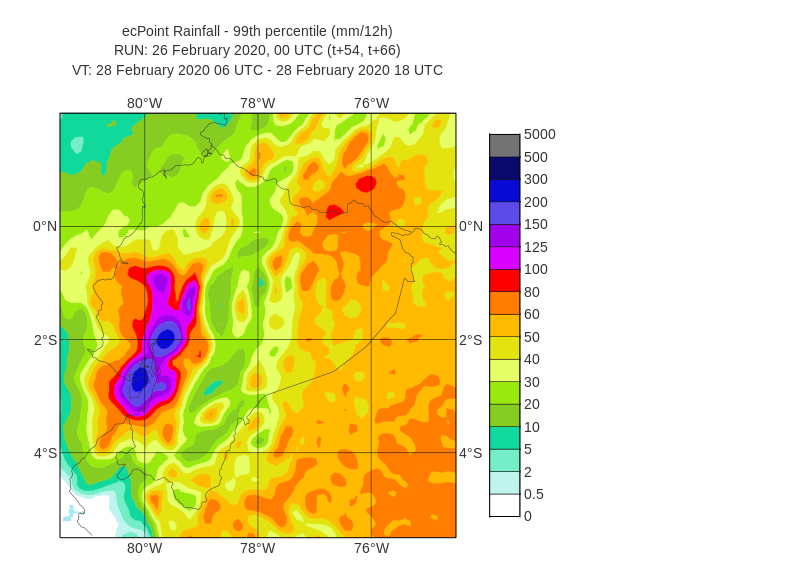 ecPoint Rainfall - 99th percentile (mm/12h)
RUN: 26 February 2020, 00 UTC (t+54, t+66)
VT: 28 February 2020 06 UTC - 28 February 2020 18 UTC
80°W 78°W 76°W
0°N 0°N
2°S 2°S
4°S 4°S
80°W 78°W 76°W
5000
500
300
200
150
125
100
80
60
50
40
30
20
10
5
2
0.5
0